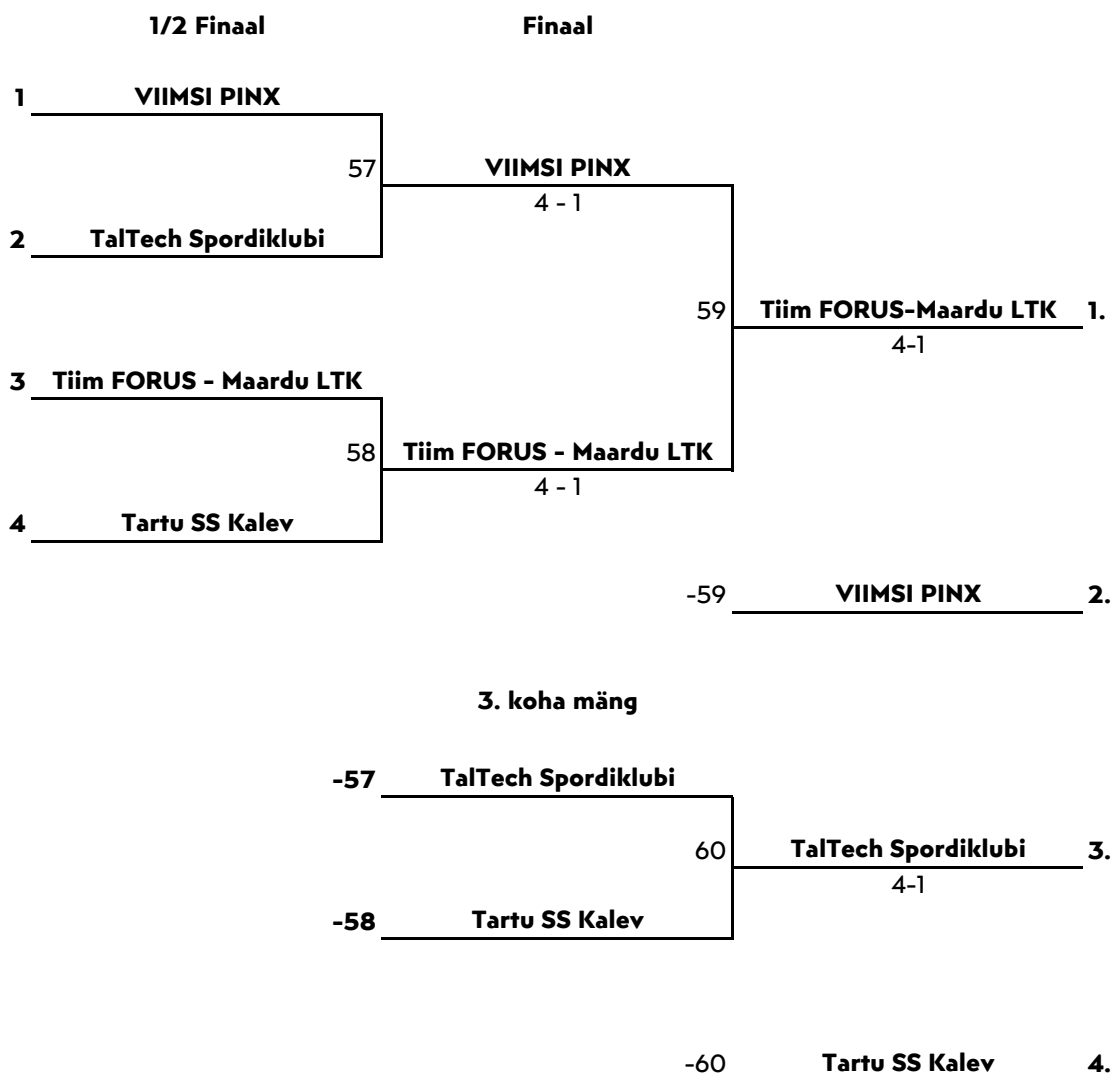 1/2 Finaal Finaal
1 VIIMSI PINX
57 VIIMSI PINX
4 - 1
2 TalTech Spordiklubi
59 Tiim FORUS-Maardu LTK 1.
4-1
3 Tiim FORUS - Maardu LTK
58 Tiim FORUS - Maardu LTK
4 - 1
4 Tartu SS Kalev
-59 VIIMSI PINX 2.
3. koha mäng
-57 TalTech Spordiklubi
60 TalTech Spordiklubi 3.
4-1
-58 Tartu SS Kalev
-60 Tartu SS Kalev 4.